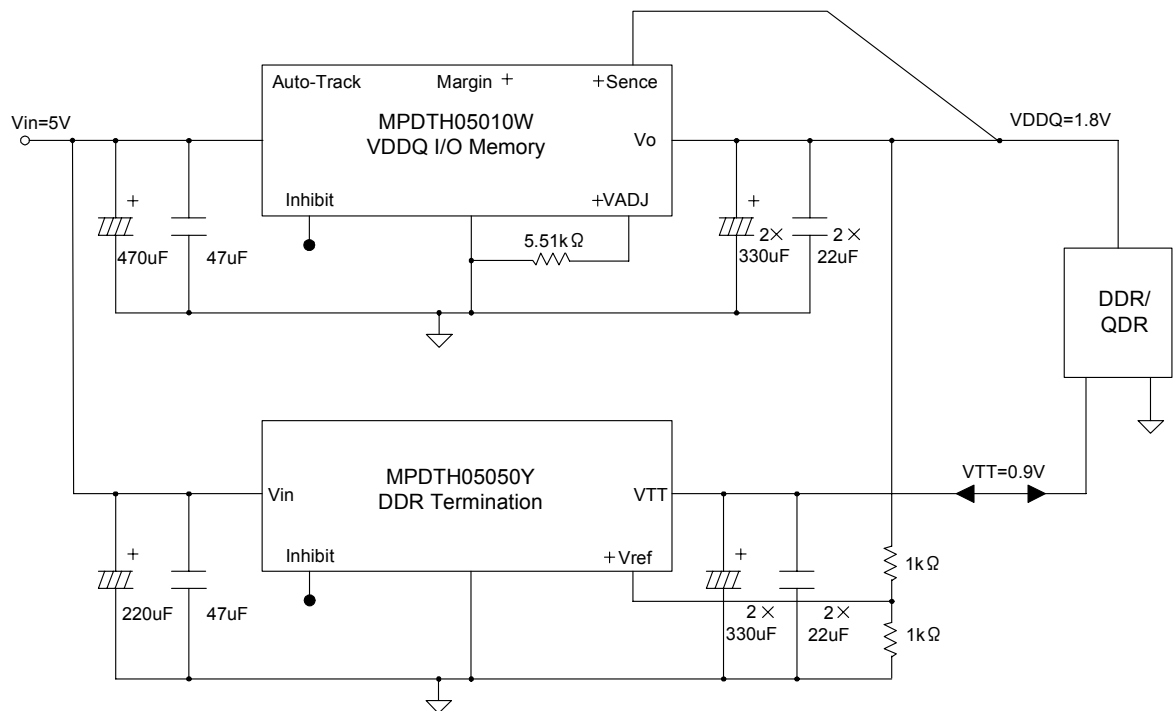 Auto-Track
Margin +
+Sence
Vin=5V
MPDTH05010W
VDDQ I/O Memory
Vo
VDDQ=1.8V
Inhibit
+VADJ
+
470uF
47uF
5.51kΩ
+
2×
330uF
2×
22uF
DDR/
QDR
MPDTH05050Y
DDR Termination
Vin
VTT
VTT=0.9V
Inhibit
+Vref
+
220uF
47uF
+
2×
330uF
2×
22uF
1kΩ
1kΩ